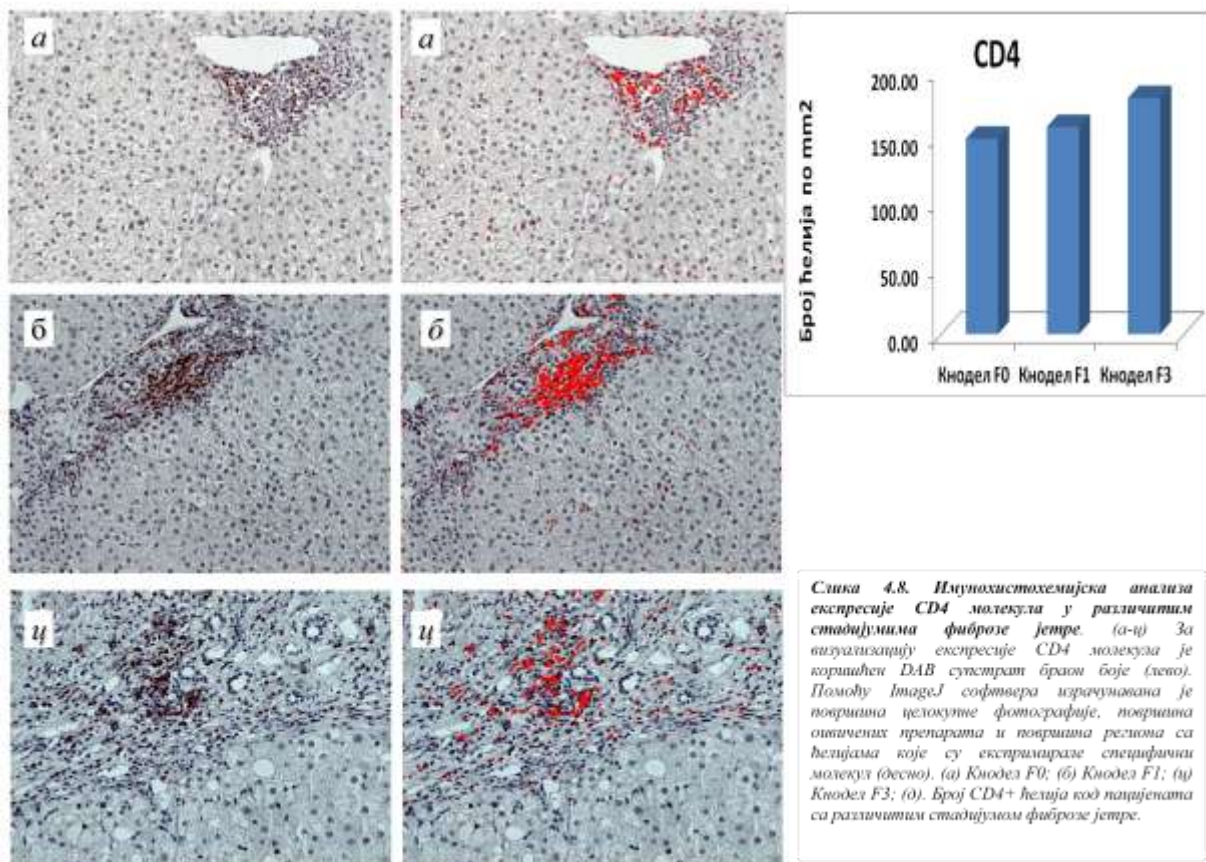 а
а
CD4
Број ћелија по mm2
200.00
150.00
100.00
50.00
0.00
Кнодел F0 Кнодел F1 Кнодел F3
б
б
ц
ц
Слика 4.8. Имунохистохемијска анализа
експресије CD4 молекула у различитим
стадијумима фиброзе јетре. (а-ц) За
визуализацију експресије CD4 молекула је
коришћен DAB супстрат браон боје (лево).
Помоћу ImageJ софтвера израчунавана је
површина целокупне фотографије, површина
оивичених препарата и површина региона са
ћелијама које су експримирале специфични
молекул (десно). (а) Кнодел F0; (б) Кнодел F1; (ц)
Кнодел F3; (д). Број CD4+ ћелија код пацијената
са различитим стадијумом фиброзе јетре.